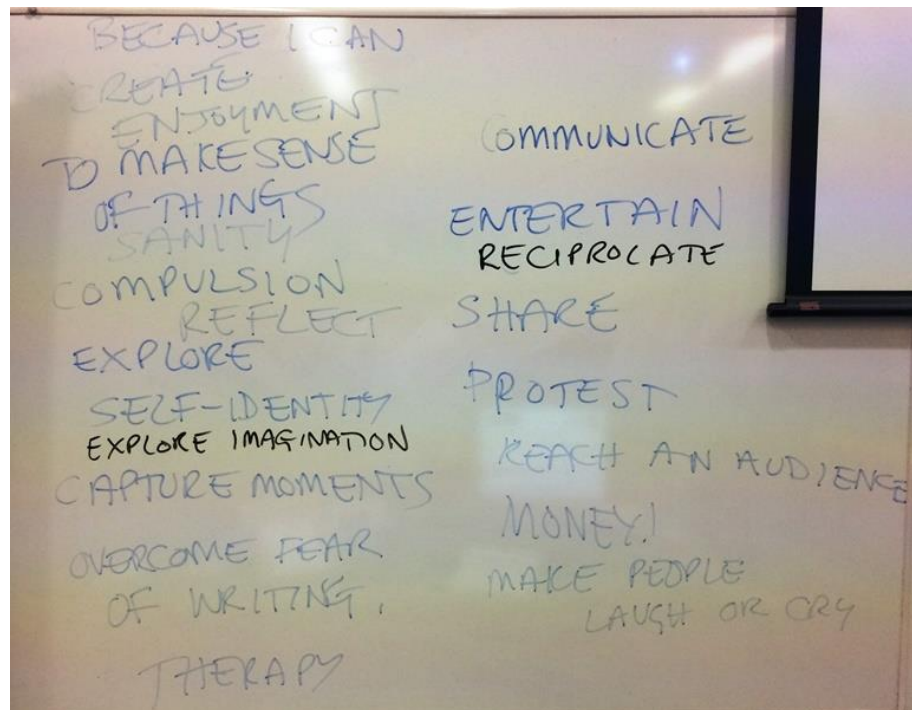 BECAUSE I CAN
CREATE
ENJOYMENT
TO MAKE SENSE
OF THINGS
SANITY
COMPULSION
REFLECT
EXPLORE
SELF-IDENTITY
EXPLORE IMAGINATION
CAPTURE MOMENTS
OVERCOME FEAR
OF WRITING.
THERAPY
COMMUNICATE
ENTERTAIN
RECIPROCATE
SHARE
PROTEST
REACH AN AUDIENCE
MONEY!
MAKE PEOPLE
LAUGH OR CRY